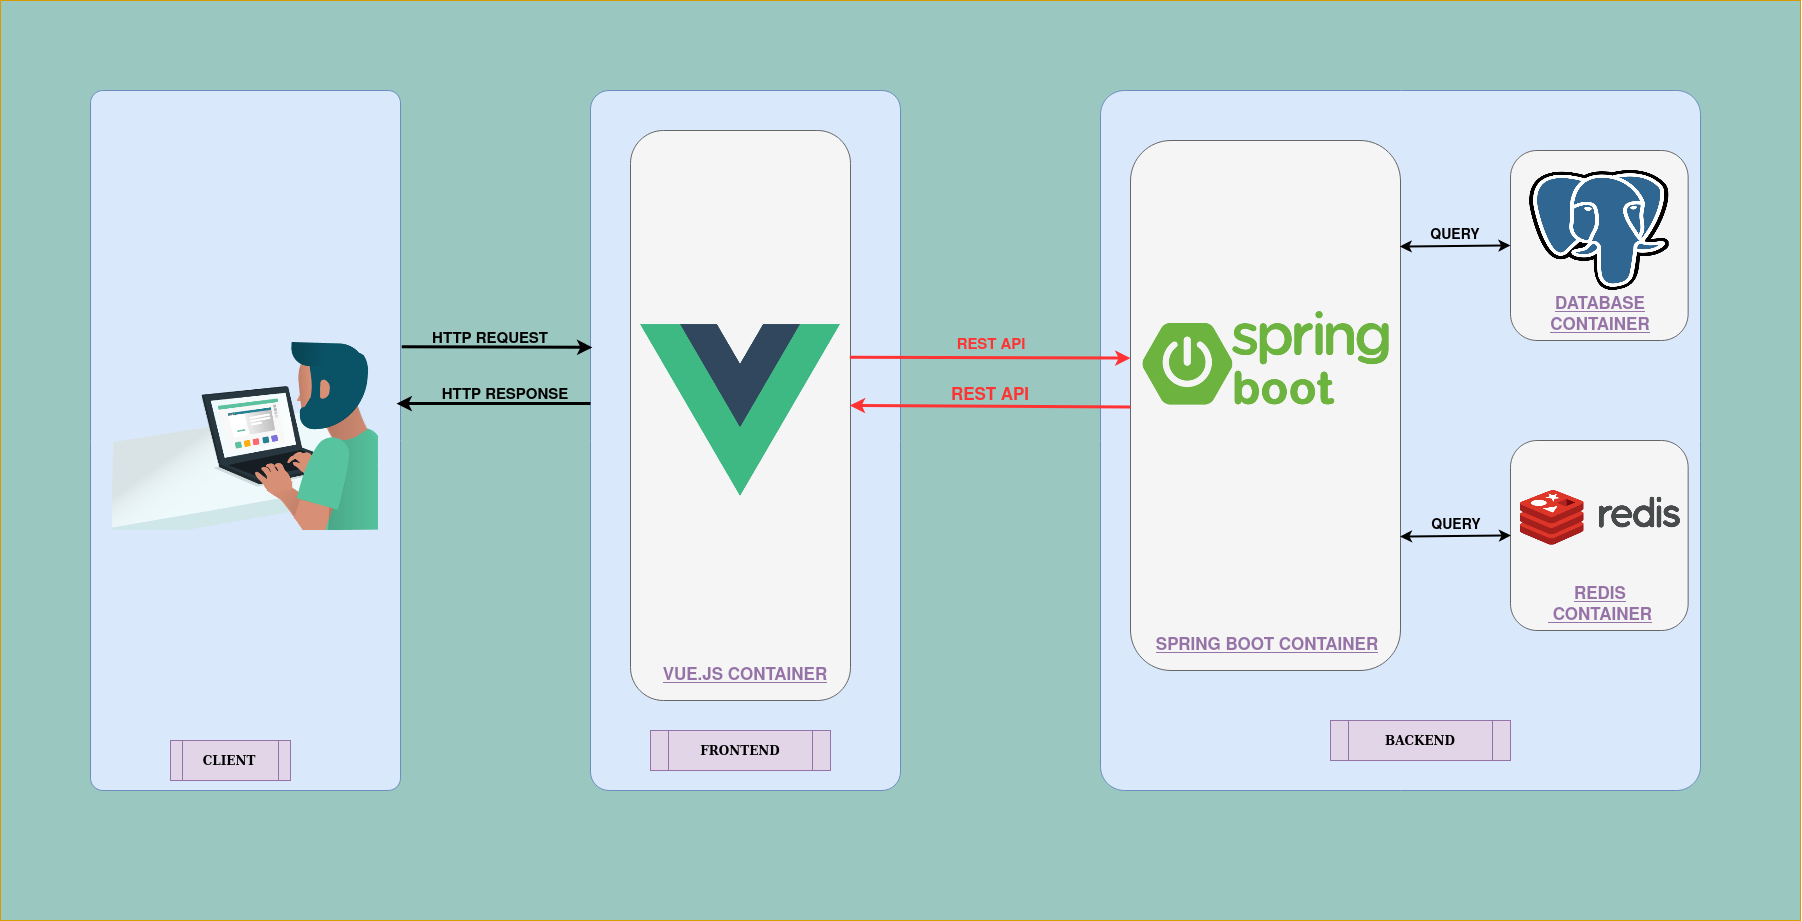 HTTP REQUEST
HTTP RESPONSE
CLIENT
VUE.JS CONTAINER
FRONTEND
REST API
REST API
spring
boot
SPRING BOOT CONTAINER
QUERY
QUERY
DATABASE
CONTAINER
redis
REDIS
CONTAINER
BACKEND